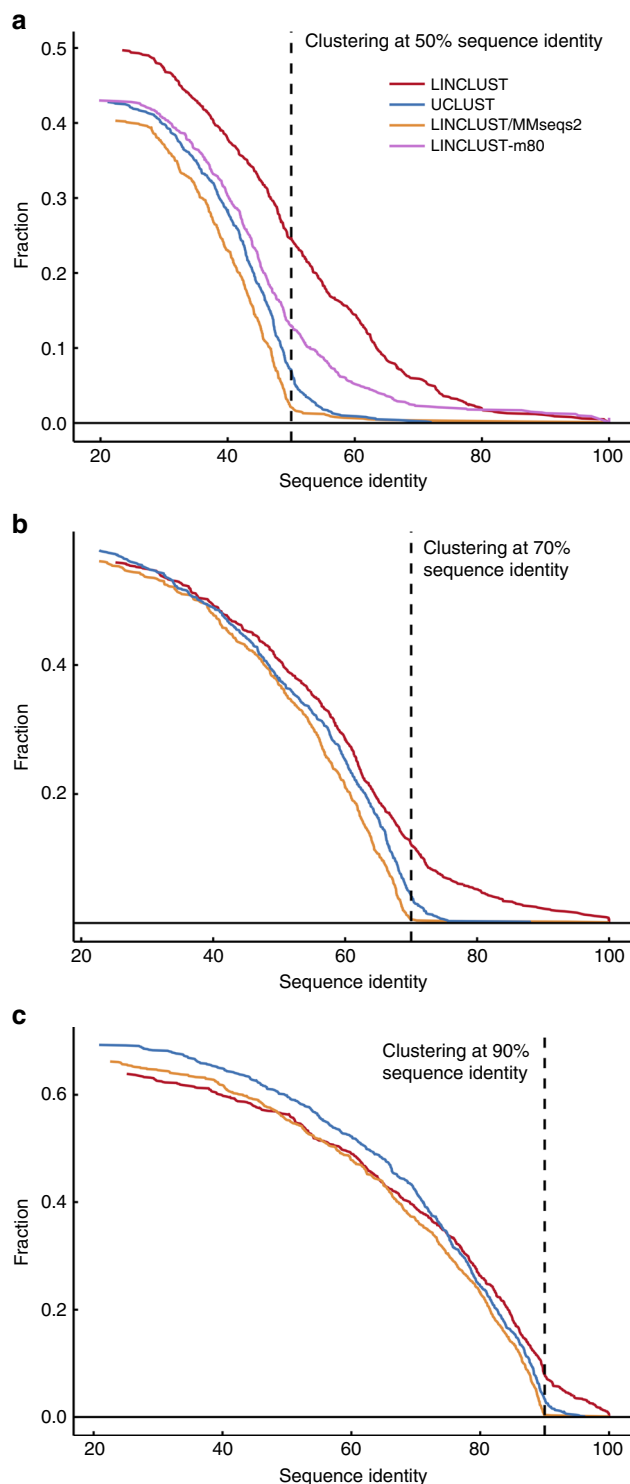 a
Clustering at 50% sequence identity
LINCLUST
UCLUST
LINCLUST/MMseqs2
LINCLUST-m80
0.5
0.4
0.3
0.2
0.1
0.0
Fraction
20 40 60 80 100
Sequence identity
b
Clustering at 70%
sequence identity
0.4
0.2
Fraction
20 40 60 80 100
Sequence identity
c
Clustering at 90%
sequence identity
0.6
0.4
0.2
0.0
Fraction
20 40 60 80 100
Sequence identity